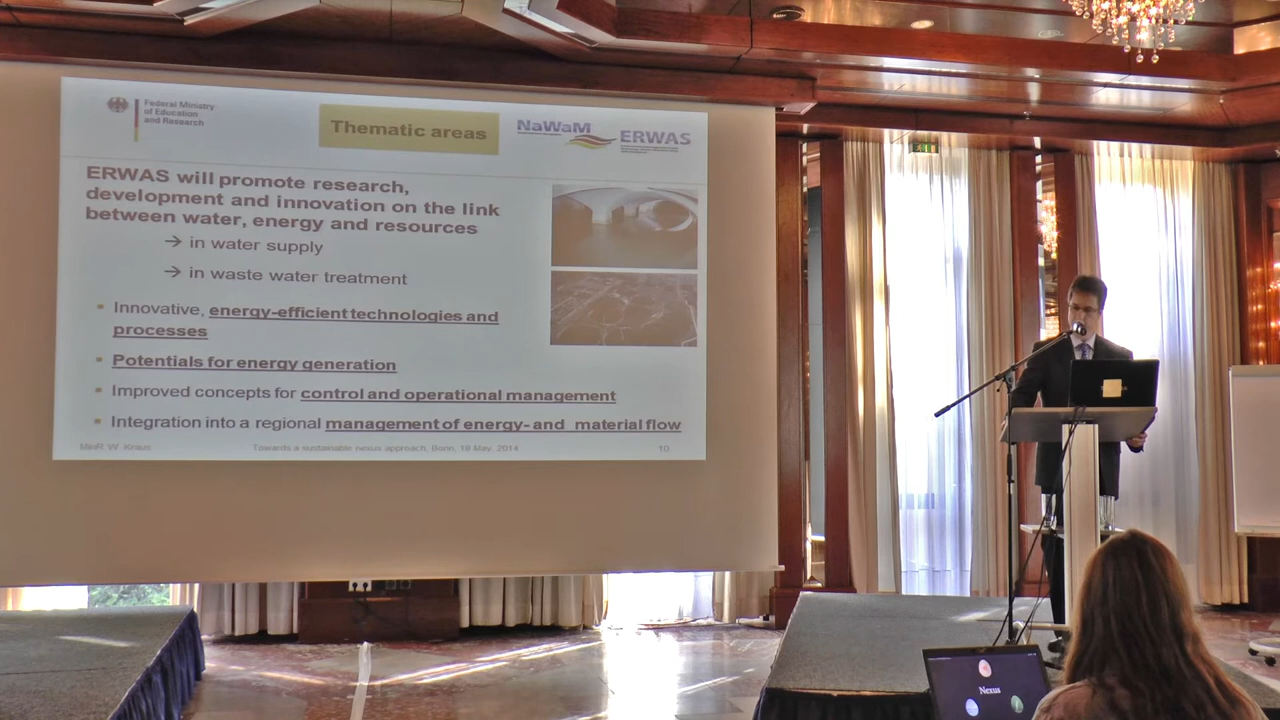 Federal Ministry
of Education
and Research
Thematic areas
NaWaM
ERWAS
ERWAS will promote research,
development and innovation on the link
between water, energy and resources
→ in water supply
→ in waste water treatment
▪ Innovative, energy-efficient technologies and
processes
▪ Potentials for energy generation
▪ Improved concepts for control and operational management
▪ Integration into a regional management of energy- and material flow
MinR W. Kraus
Towards a sustainable nexus approach, Bonn, 19 May, 2014
10
Nexus